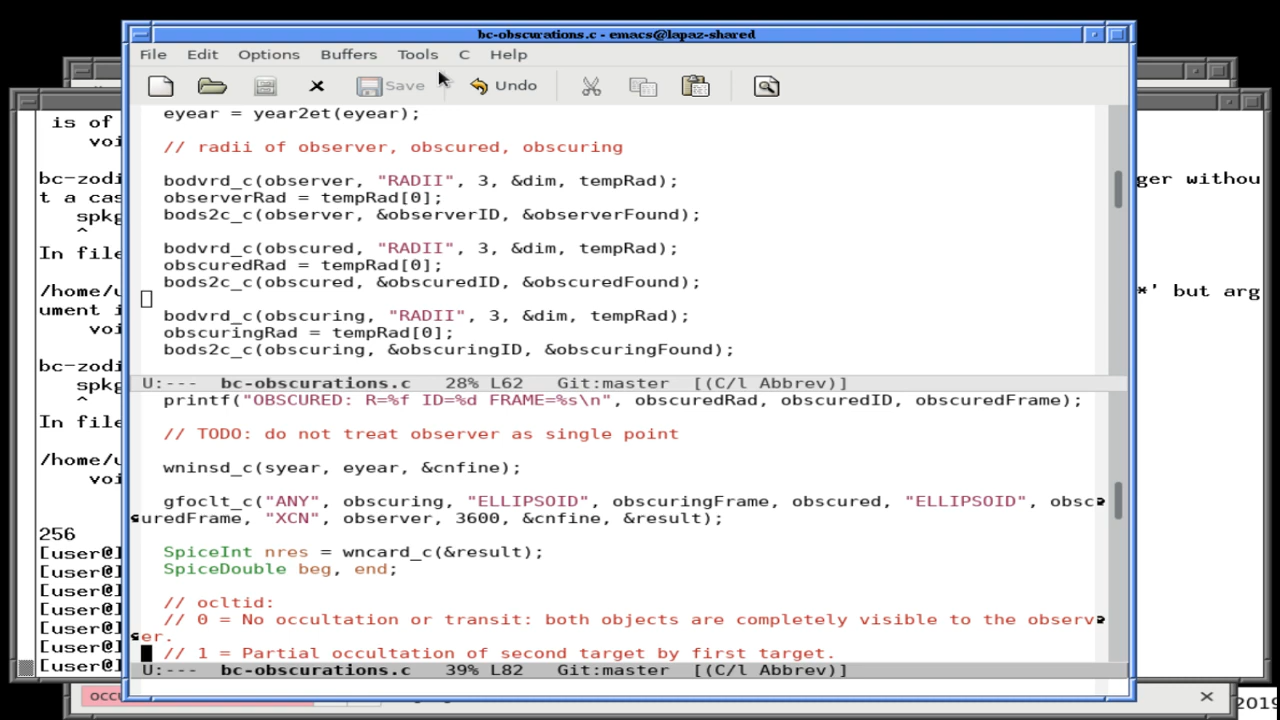 bc-obscurations.c - emacs@lapaz-shared
File Edit Options Buffers Tools C Help
Save Undo
eyear = year2et(eyear);
// radii of observer, obscured, obscuring
bodvrd_c(observer, "RADII", 3, &dim, tempRad);
observerRad = tempRad[0];
bods2c_c(observer, &observerID, &observerFound);
bodvrd_c(obscured, "RADII", 3, &dim, tempRad);
obscuredRad = tempRad[0];
bods2c_c(obscured, &obscuredID, &obscuredFound);
bodvrd_c(obscuring, "RADII", 3, &dim, tempRad);
obscuringRad = tempRad[0];
bods2c_c(obscuring, &obscuringID, &obscuringFound);
U:--- bc-obscurations.c 28% L62 Git:master [(C/l Abbrev)]
printf("OBSCURED: R=%f ID=%d FRAME=%s\n", obscuredRad, obscuredID, obscuredFrame);
// TODO: do not treat observer as single point
wninsd_c(syear, eyear, &cnfine);
gfoclt_c("ANY", obscuring, "ELLIPSOID", obscuringFrame, obscured, "ELLIPSOID", obsc
uredFrame, "XCN", observer, 3600, &cnfine, &result);
SpiceInt nres = wncard_c(&result);
SpiceDouble beg, end;
// ocltid:
// 0 = No occultation or transit: both objects are completely visible to the observ
er.
// 1 = Partial occultation of second target by first target.
U:--- bc-obscurations.c 39% L82 Git:master [(C/l Abbrev)]
is of
voi
bc-zodi
t a cas
spkg
^
In file
/home/u
ument i
voi
bc-zodi
spkg
^
In file
/home/u
voi
256
[user@]
[user@]
[user@]
[user@]
[user@]
[user@]
[user@]
ger withou
*' but arg
occu
2019